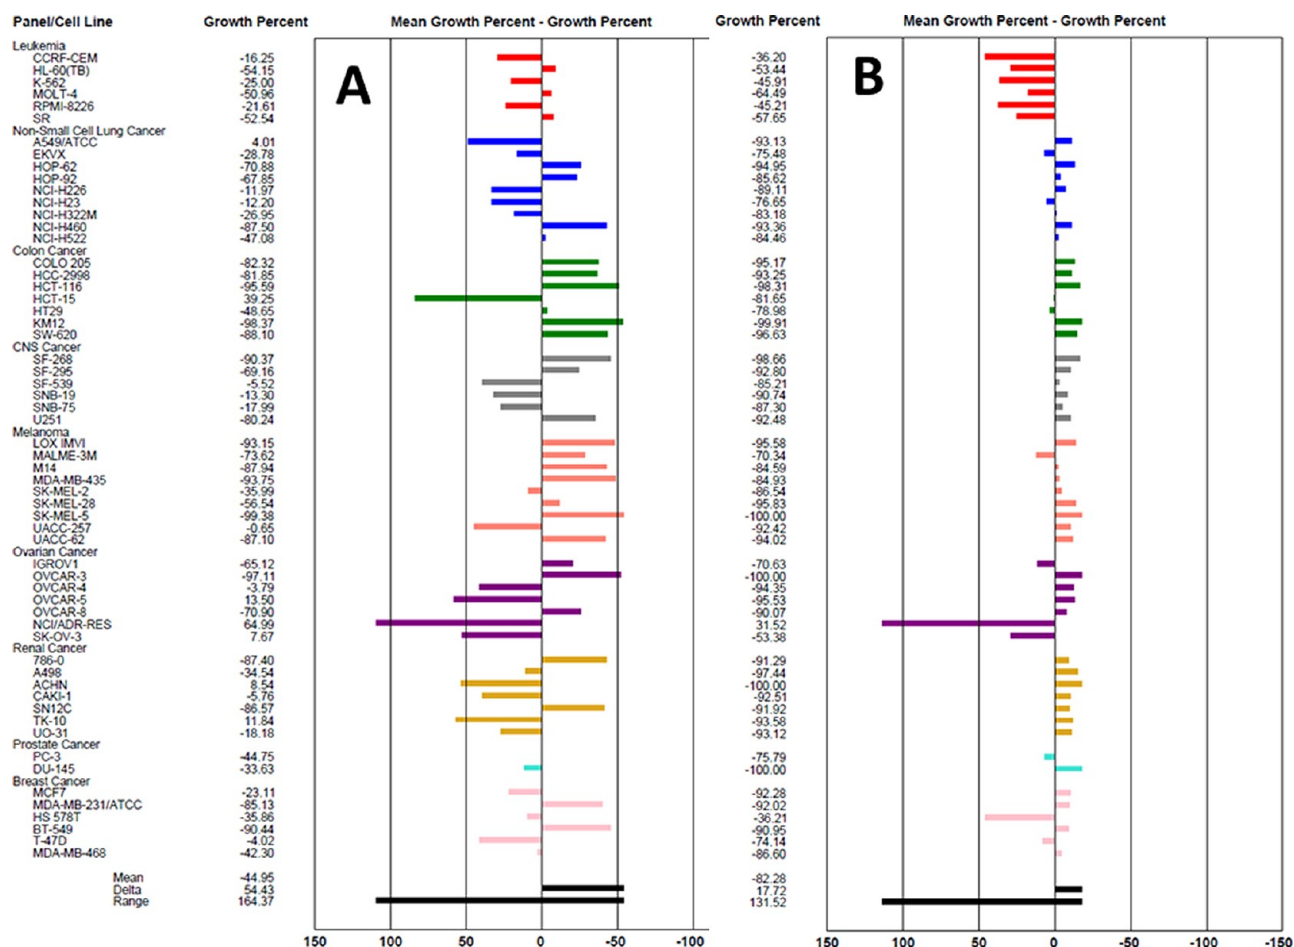 Panel/Cell Line Growth Percent Mean Growth Percent - Growth Percent Growth Percent Mean Growth Percent - Growth Percent
A B
Leukemia
CCRF-CEM -16.25 -36.20
HL-60(TB) -54.15 -53.44
K-562 -25.00 -45.91
MOLT-4 -50.96 -64.49
RPMI-8226 -21.61 -45.21
SR -52.54 -57.65
Non-Small Cell Lung Cancer
A549/ATCC 4.01 -93.13
EKVX -28.78 -75.48
HOP-62 -70.88 -94.95
HOP-92 -67.85 -85.62
NCI-H226 -11.97 -89.11
NCI-H23 -12.20 -76.65
NCI-H322M -26.95 -83.18
NCI-H460 -87.50 -93.36
NCI-H522 -47.08 -84.46
Colon Cancer
COLO 205 -82.32 -95.17
HCC-2998 -81.85 -93.25
HCT-116 -95.59 -98.31
HCT-15 39.25 -81.65
HT29 -48.65 -78.98
KM12 -98.37 -99.91
SW-620 -88.10 -96.63
CNS Cancer
SF-268 -90.37 -98.66
SF-295 -69.16 -92.80
SF-539 -5.52 -85.21
SNB-19 -13.30 -90.74
SNB-75 -17.99 -87.30
U251 -80.24 -92.48
Melanoma
LOX IMVI -93.15 -95.58
MALME-3M -73.62 -70.34
M14 -87.94 -84.59
MDA-MB-435 -93.75 -84.93
SK-MEL-2 -35.99 -86.54
SK-MEL-28 -56.54 -95.83
SK-MEL-5 -99.38 -100.00
UACC-257 -0.65 -92.42
UACC-62 -87.10 -94.02
Ovarian Cancer
IGROV1 -65.12 -70.63
OVCAR-3 -97.11 -100.00
OVCAR-4 -3.79 -94.35
OVCAR-5 13.50 -95.53
OVCAR-8 -70.90 -90.07
NCI/ADR-RES 64.99 31.52
SK-OV-3 7.67 -53.38
Renal Cancer
786-0 -87.40 -91.29
A498 -34.54 -97.44
ACHN 8.54 -100.00
CAKI-1 -5.76 -92.51
SN12C -86.57 -91.92
TK-10 11.84 -93.58
UO-31 -18.18 -93.12
Prostate Cancer
PC-3 -44.75 -75.79
DU-145 -33.63 -100.00
Breast Cancer
MCF7 -23.11 -92.28
MDA-MB-231/ATCC -85.13 -92.02
HS 578T -35.86 -36.21
BT-549 -90.44 -90.95
T-47D -4.02 -74.14
MDA-MB-468 -42.30 -86.60
Mean -44.95 -82.28
Delta 54.43 17.72
Range 164.37 131.52
150 100 50 0 -50 -100 150 100 50 0 -50 -100 -150